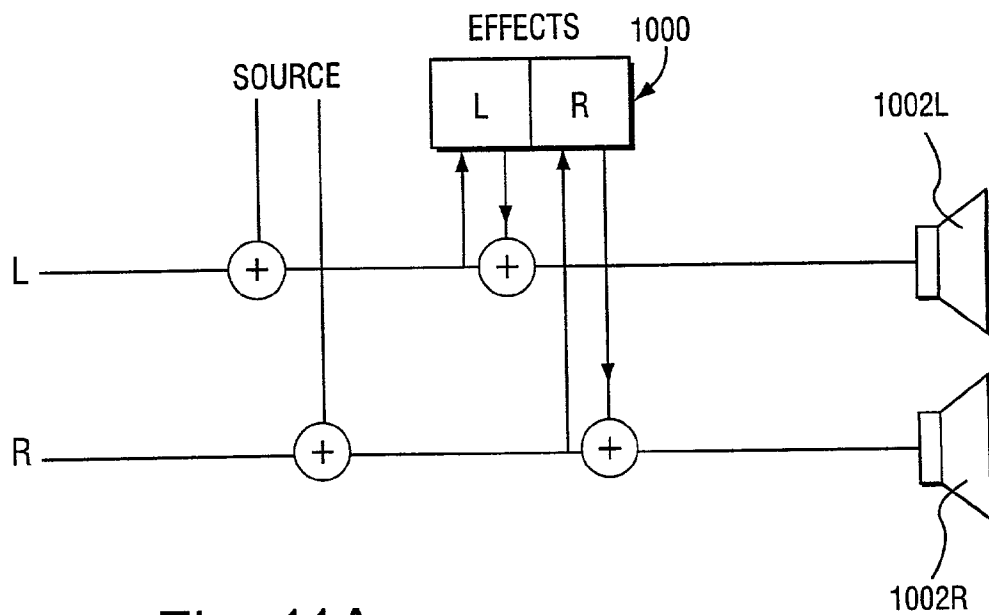 EFFECTS
1000
SOURCE
L R
1002L
+ +
L
+ +
R
1002R